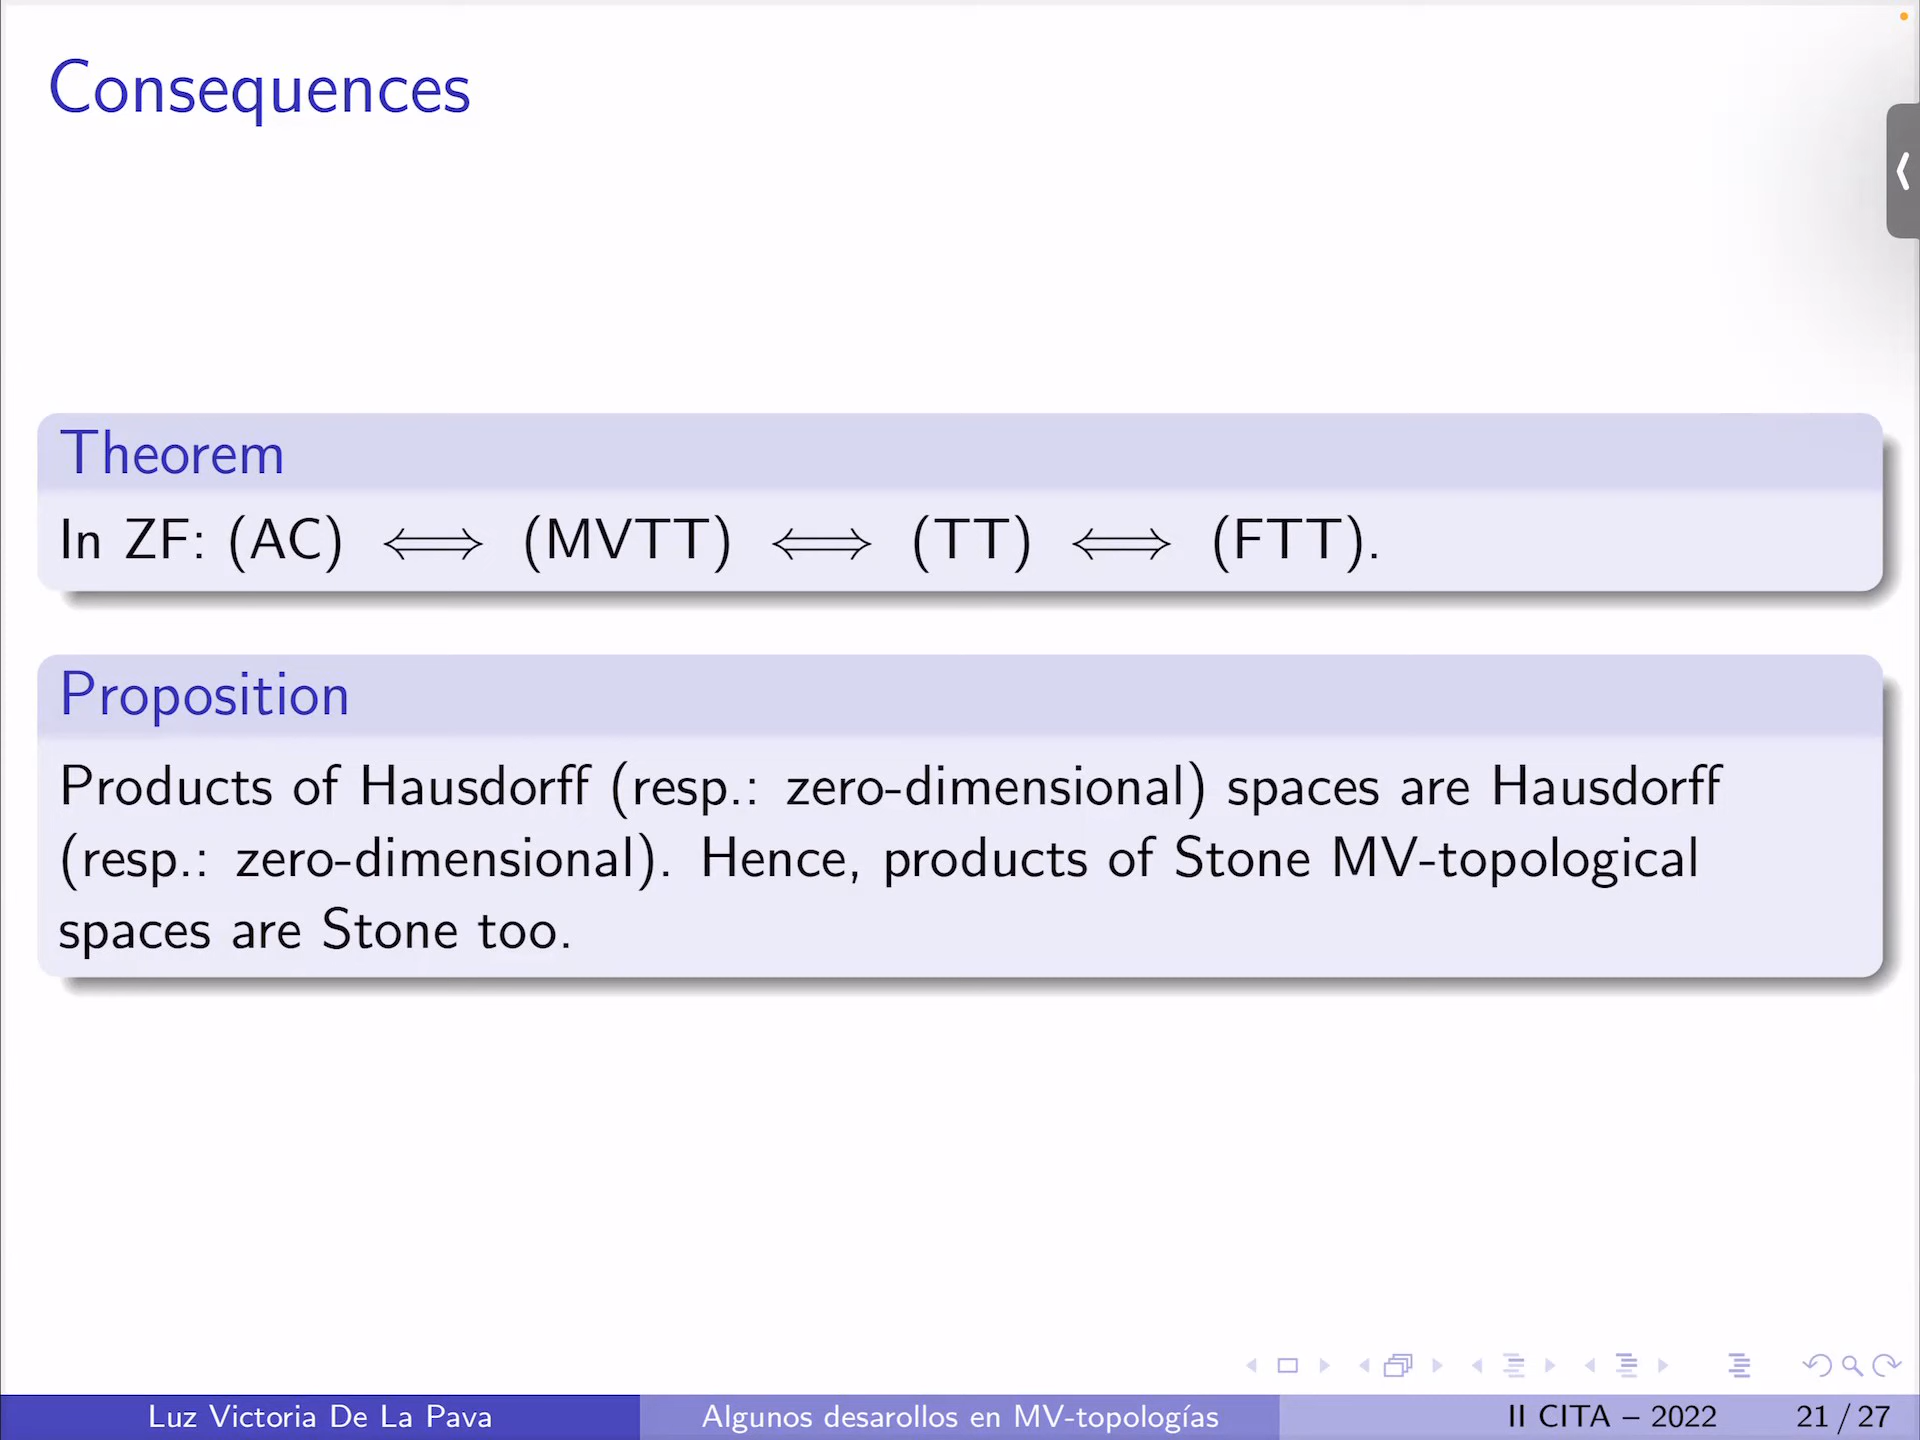 Consequences
Theorem
In ZF: (AC) ⟺ (MVTT) ⟺ (TT) ⟺ (FTT).
Proposition
Products of Hausdorff (resp.: zero-dimensional) spaces are Hausdorff
(resp.: zero-dimensional). Hence, products of Stone MV-topological
spaces are Stone too.
Luz Victoria De La Pava
Algunos desarollos en MV-topologías
II CITA – 2022
21 / 27